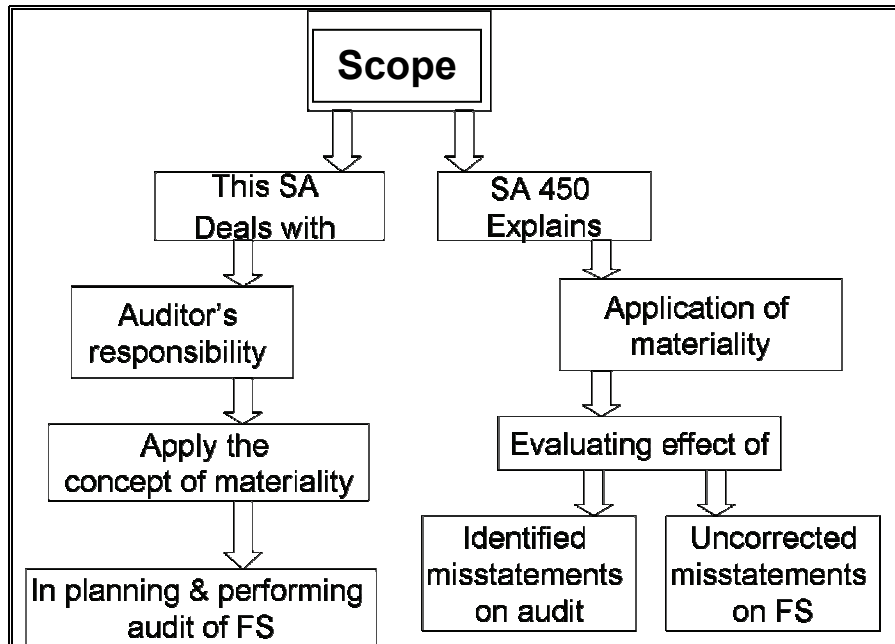 Scope
This SA
Deals with
SA 450
Explains
Auditor's
responsibility
Application of
materiality
Apply the
concept of materiality
Evaluating effect of
In planning & performing
audit of FS
Identified
misstatements
on audit
Uncorrected
misstatements
on FS